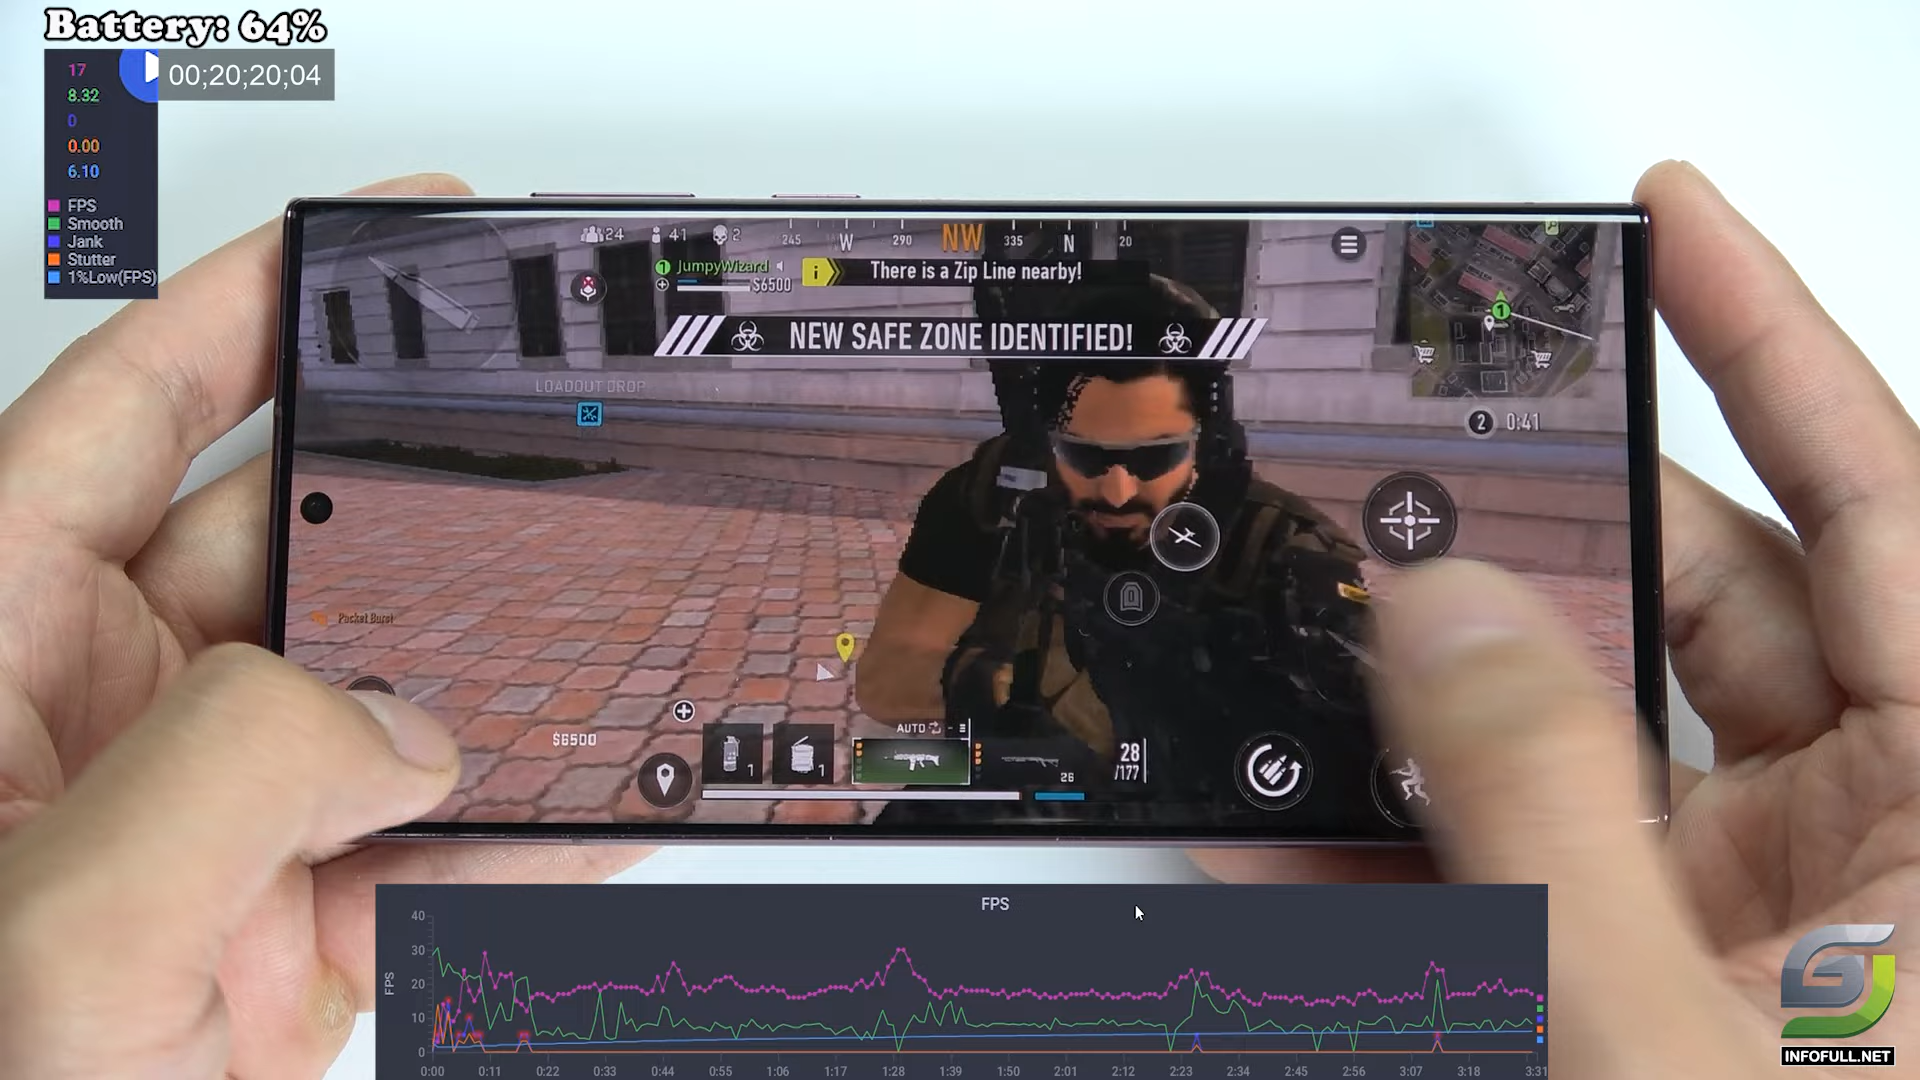 Battery: 64%
00;20;20;04
17
8.32
0
0.00
6.10
FPS
Smooth
Jank
Stutter
1%Low(FPS)
24
41
2
245 W 290 NW 335 N 20
1 JumpyWizard
$6500
i There is a Zip Line nearby!
NEW SAFE ZONE IDENTIFIED!
LOADOUT DROP
1
2 0:41
0
Packet Burst
$6500
AUTO
1
1
26
28
/177
FPS
FPS
40
30
20
10
0
0:00 0:11 0:22 0:33 0:44 0:55 1:06 1:17 1:28 1:39 1:50 2:01 2:12 2:23 2:34 2:45 2:56 3:07 3:18 3:31
INFOFULL.NET